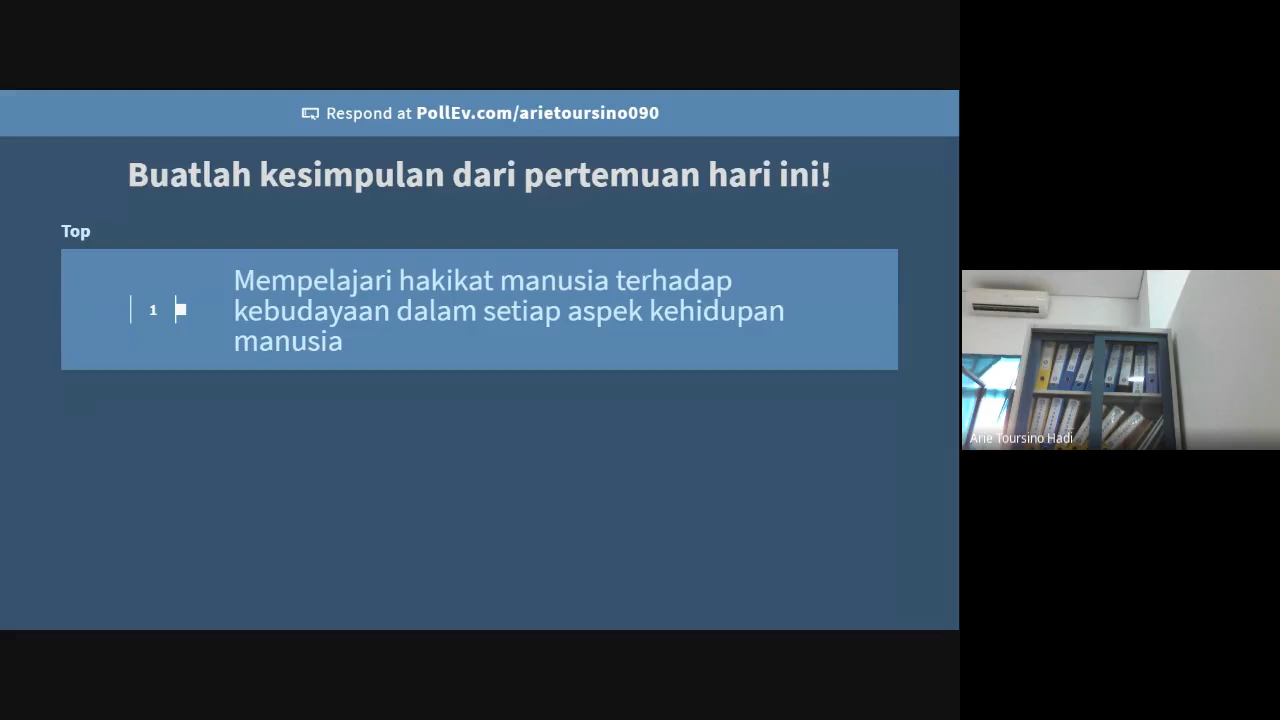 Respond at PollEv.com/arietoursino090
Buatlah kesimpulan dari pertemuan hari ini!
Top
1
Mempelajari hakikat manusia terhadap
kebudayaan dalam setiap aspek kehidupan
manusia
Arie Toursino Hadi